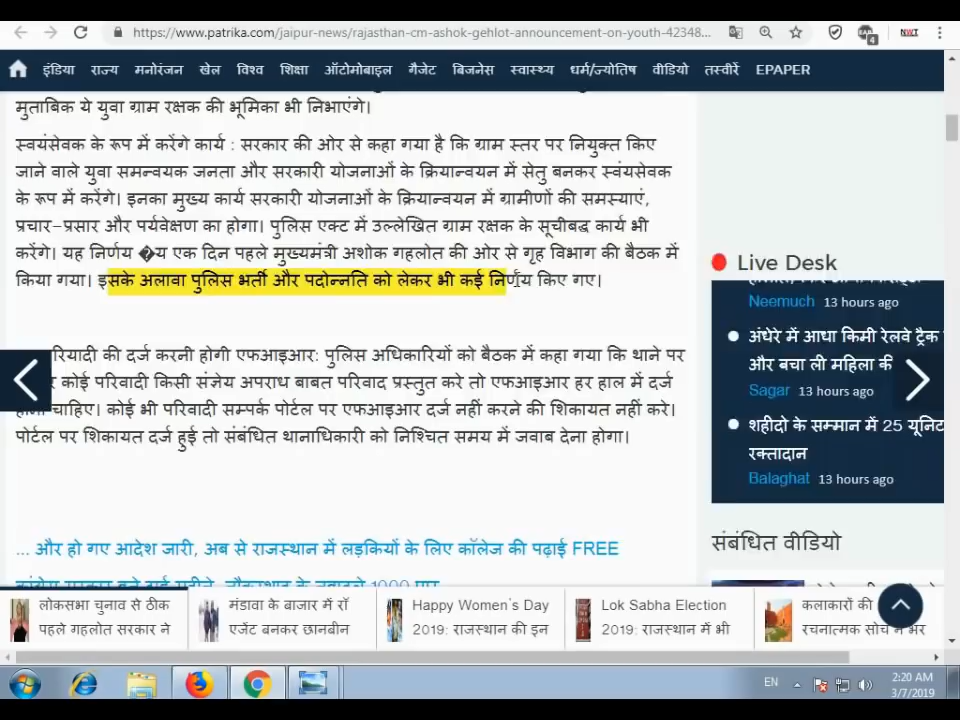 https://www.patrika.com/jaipur-news/rajasthan-cm-ashok-gehlot-announcement-on-youth-42348...
4
NWT
इंडिया राज्य मनोरंजन खेल विश्व शिक्षा ऑटोमोबाइल गैजेट बिजनेस स्वास्थ्य धर्म/ज्योतिष वीडियो तस्वीरें EPAPER
मुताबिक ये युवा ग्राम रक्षक की भूमिका भी निभाएंगे।
स्वयंसेवक के रूप में करेंगे कार्य : सरकार की ओर से कहा गया है कि ग्राम स्तर पर नियुक्त किए
जाने वाले युवा समन्वयक जनता और सरकारी योजनाओं के क्रियान्वयन में सेतु बनकर स्वंयसेवक
के रूप में करेंगे। इनका मुख्य कार्य सरकारी योजनाओं के क्रियान्वयन में ग्रामीणों की समस्याएं,
प्रचार-प्रसार और पर्यवेक्षण का होगा। पुलिस एक्ट में उल्लेखित ग्राम रक्षक के सूचीबद्ध कार्य भी
करेंगे। यह निर्णय �य एक दिन पहले मुख्यमंत्री अशोक गहलोत की ओर से गृह विभाग की बैठक में
किया गया। इसके अलावा पुलिस भर्ती और पदोन्नति को लेकर भी कई निर्णय किए गए।
रियादी की दर्ज करनी होगी एफआइआर: पुलिस अधिकारियों को बैठक में कहा गया कि थाने पर
कोई परिवादी किसी संज्ञेय अपराध बाबत परिवाद प्रस्तुत करे तो एफआइआर हर हाल में दर्ज
चाहिए। कोई भी परिवादी सम्पर्क पोर्टल पर एफआइआर दर्ज नहीं करने की शिकायत नहीं करे।
पोर्टल पर शिकायत दर्ज हुई तो संबंधित थानाधिकारी को निश्चित समय में जवाब देना होगा।
... और हो गए आदेश जारी, अब से राजस्थान में लड़कियों के लिए कॉलेज की पढ़ाई FREE
Live Desk
Neemuch 13 hours ago
अंधेरे में आधा किमी रेलवे ट्रैक
और बचा ली महिला की
Sagar 13 hours ago
शहीदो के सम्मान में 25 यूनिट
रक्तादान
Balaghat 13 hours ago
संबंधित वीडियो
लोकसभा चुनाव से ठीक
पहले गहलोत सरकार ने
मंडावा के बाजार में रॉ
एजेंट बनकर छानबीन
Happy Women's Day
2019: राजस्थान की इन
Lok Sabha Election
2019: राजस्थान में भी
कलाकारों की
रचनात्मक सोच ने भर
EN
2:20 AM
3/7/2019